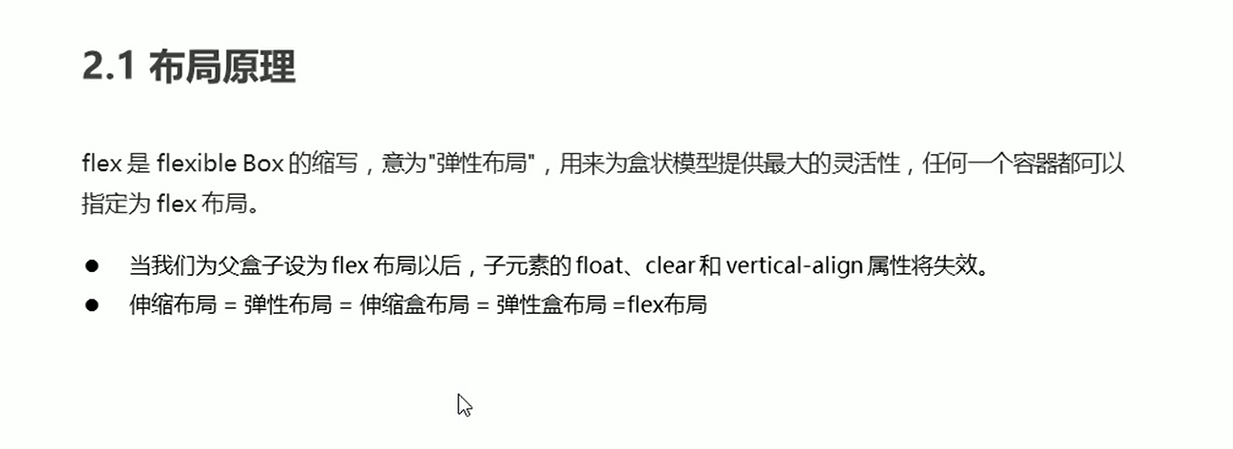 2.1 布局原理
flex 是 flexible Box 的缩写，意为"弹性布局"，用来为盒状模型提供最大的灵活性，任何一个容器都可以
指定为 flex 布局。
● 当我们为父盒子设为 flex 布局以后，子元素的 float、clear 和 vertical-align 属性将失效。
● 伸缩布局 = 弹性布局 = 伸缩盒布局 = 弹性盒布局 =flex布局